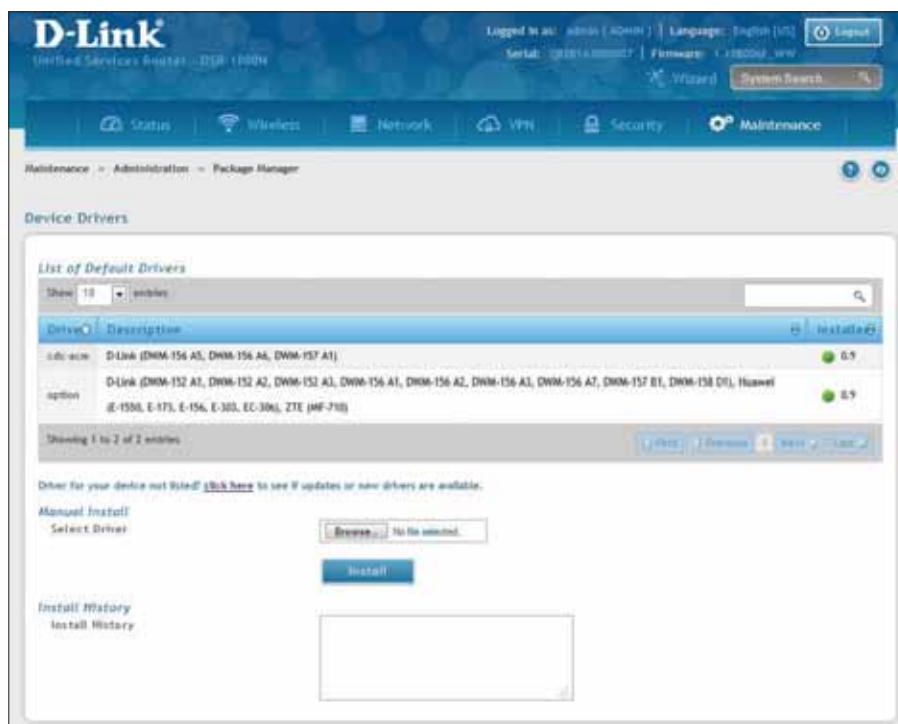 D-Link
Logged in as: admin ( ADMIN ) | Language: English [US]
Logout
Unified Services Router - DSR-1000N
Serial: | Firmware:
Wizard
System Search
Status
Wireless
Network
VPN
Security
Maintenance
Maintenance » Administration » Package Manager
Device Drivers
List of Default Drivers
Show 10 entries
Driver Description Installed
cdc-acm D-Link (DWM-156 A5, DWM-156 A6, DWM-157 A1) 0.9
option D-Link (DWM-152 A1, DWM-152 A2, DWM-152 A3, DWM-156 A1, DWM-156 A2, DWM-156 A3, DWM-156 A7, DWM-157 B1, DWM-158 D1), Huawei
(E-1550, E-173, E-156, E-303, EC-306), ZTE (MF-710) 0.9
Showing 1 to 2 of 2 entries
First Previous 1 Next Last
Driver for your device not listed? click here to see if updates or new drivers are available.
Manual Install
Select Driver
Browse... No file selected.
Install
Install History
Install History